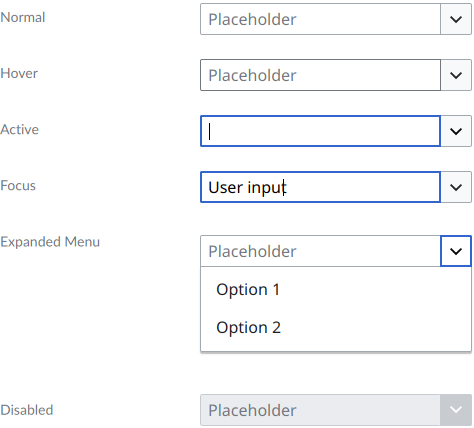 Normal Placeholder
Hover Placeholder
Active
Focus User input
Expanded Menu Placeholder
Option 1
Option 2
Disabled Placeholder